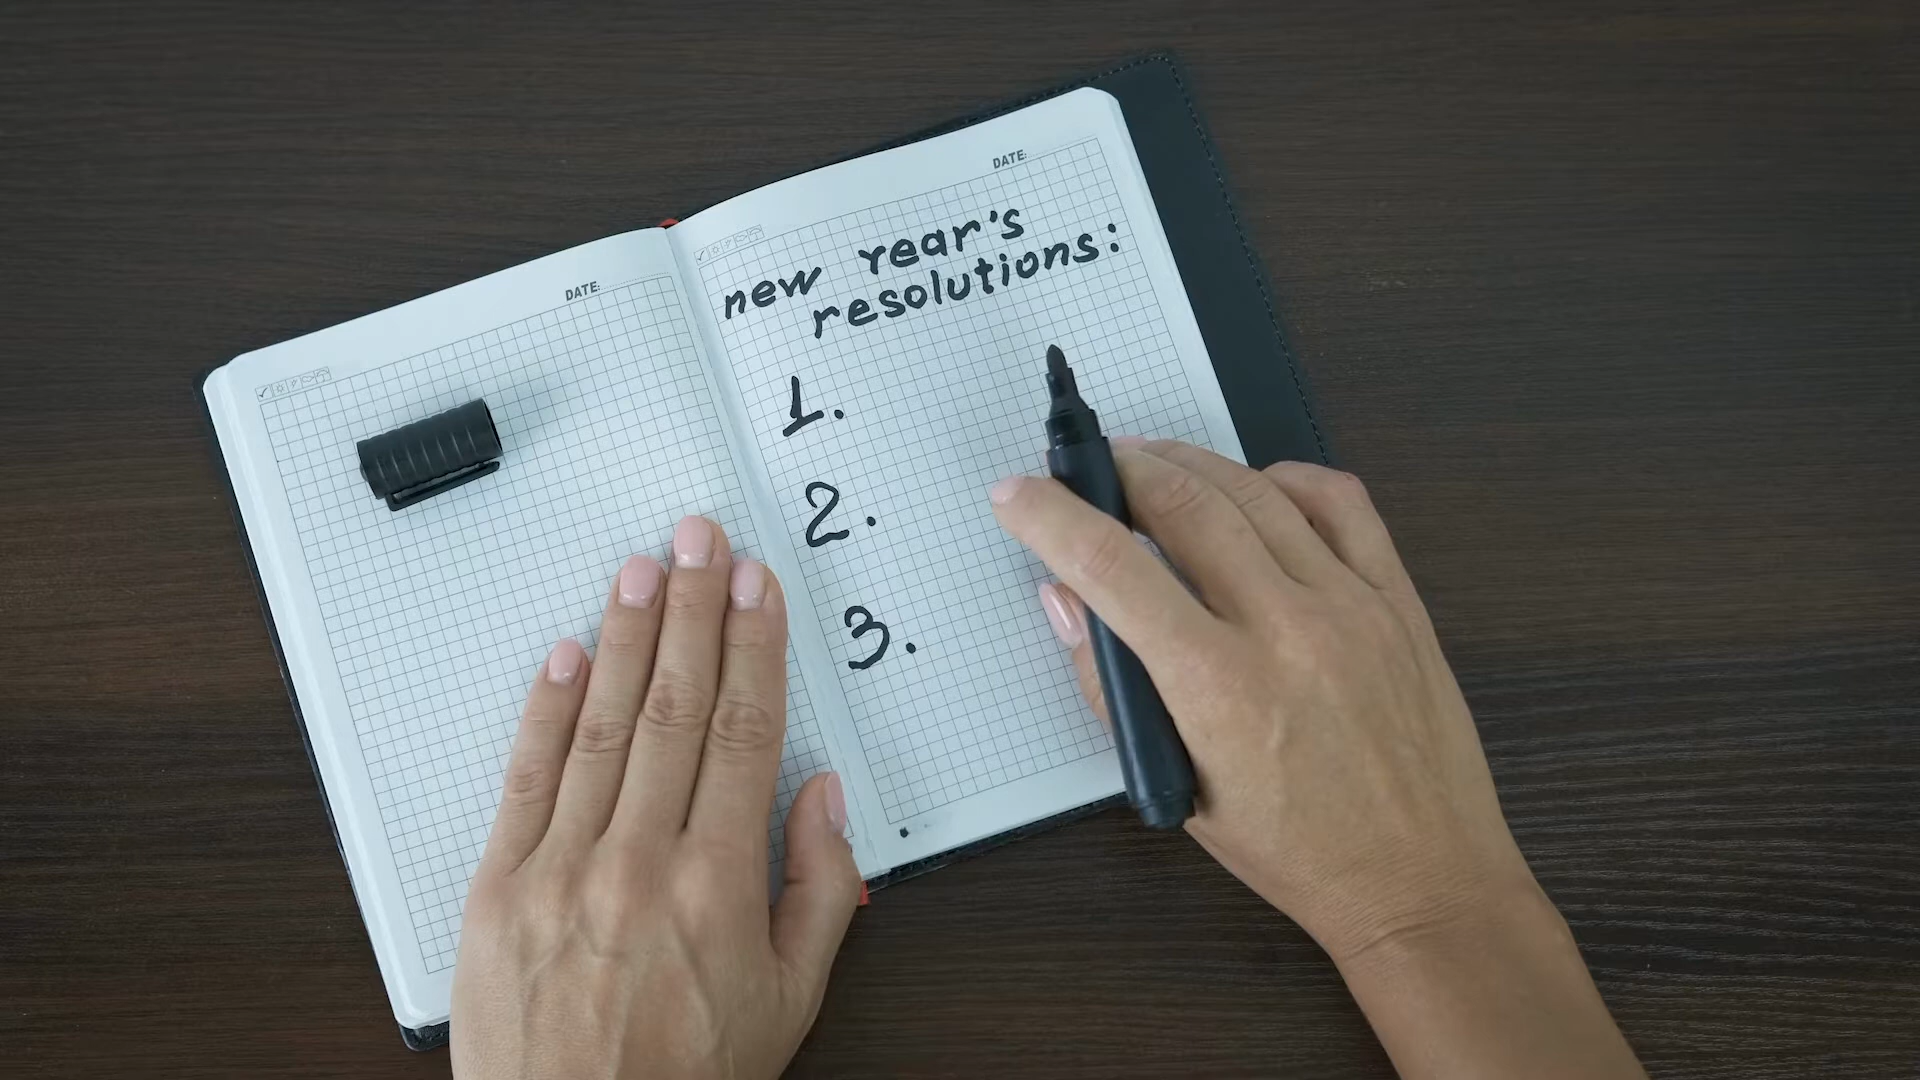 DATE:
DATE:
new year's
resolutions:
1.
2.
3.